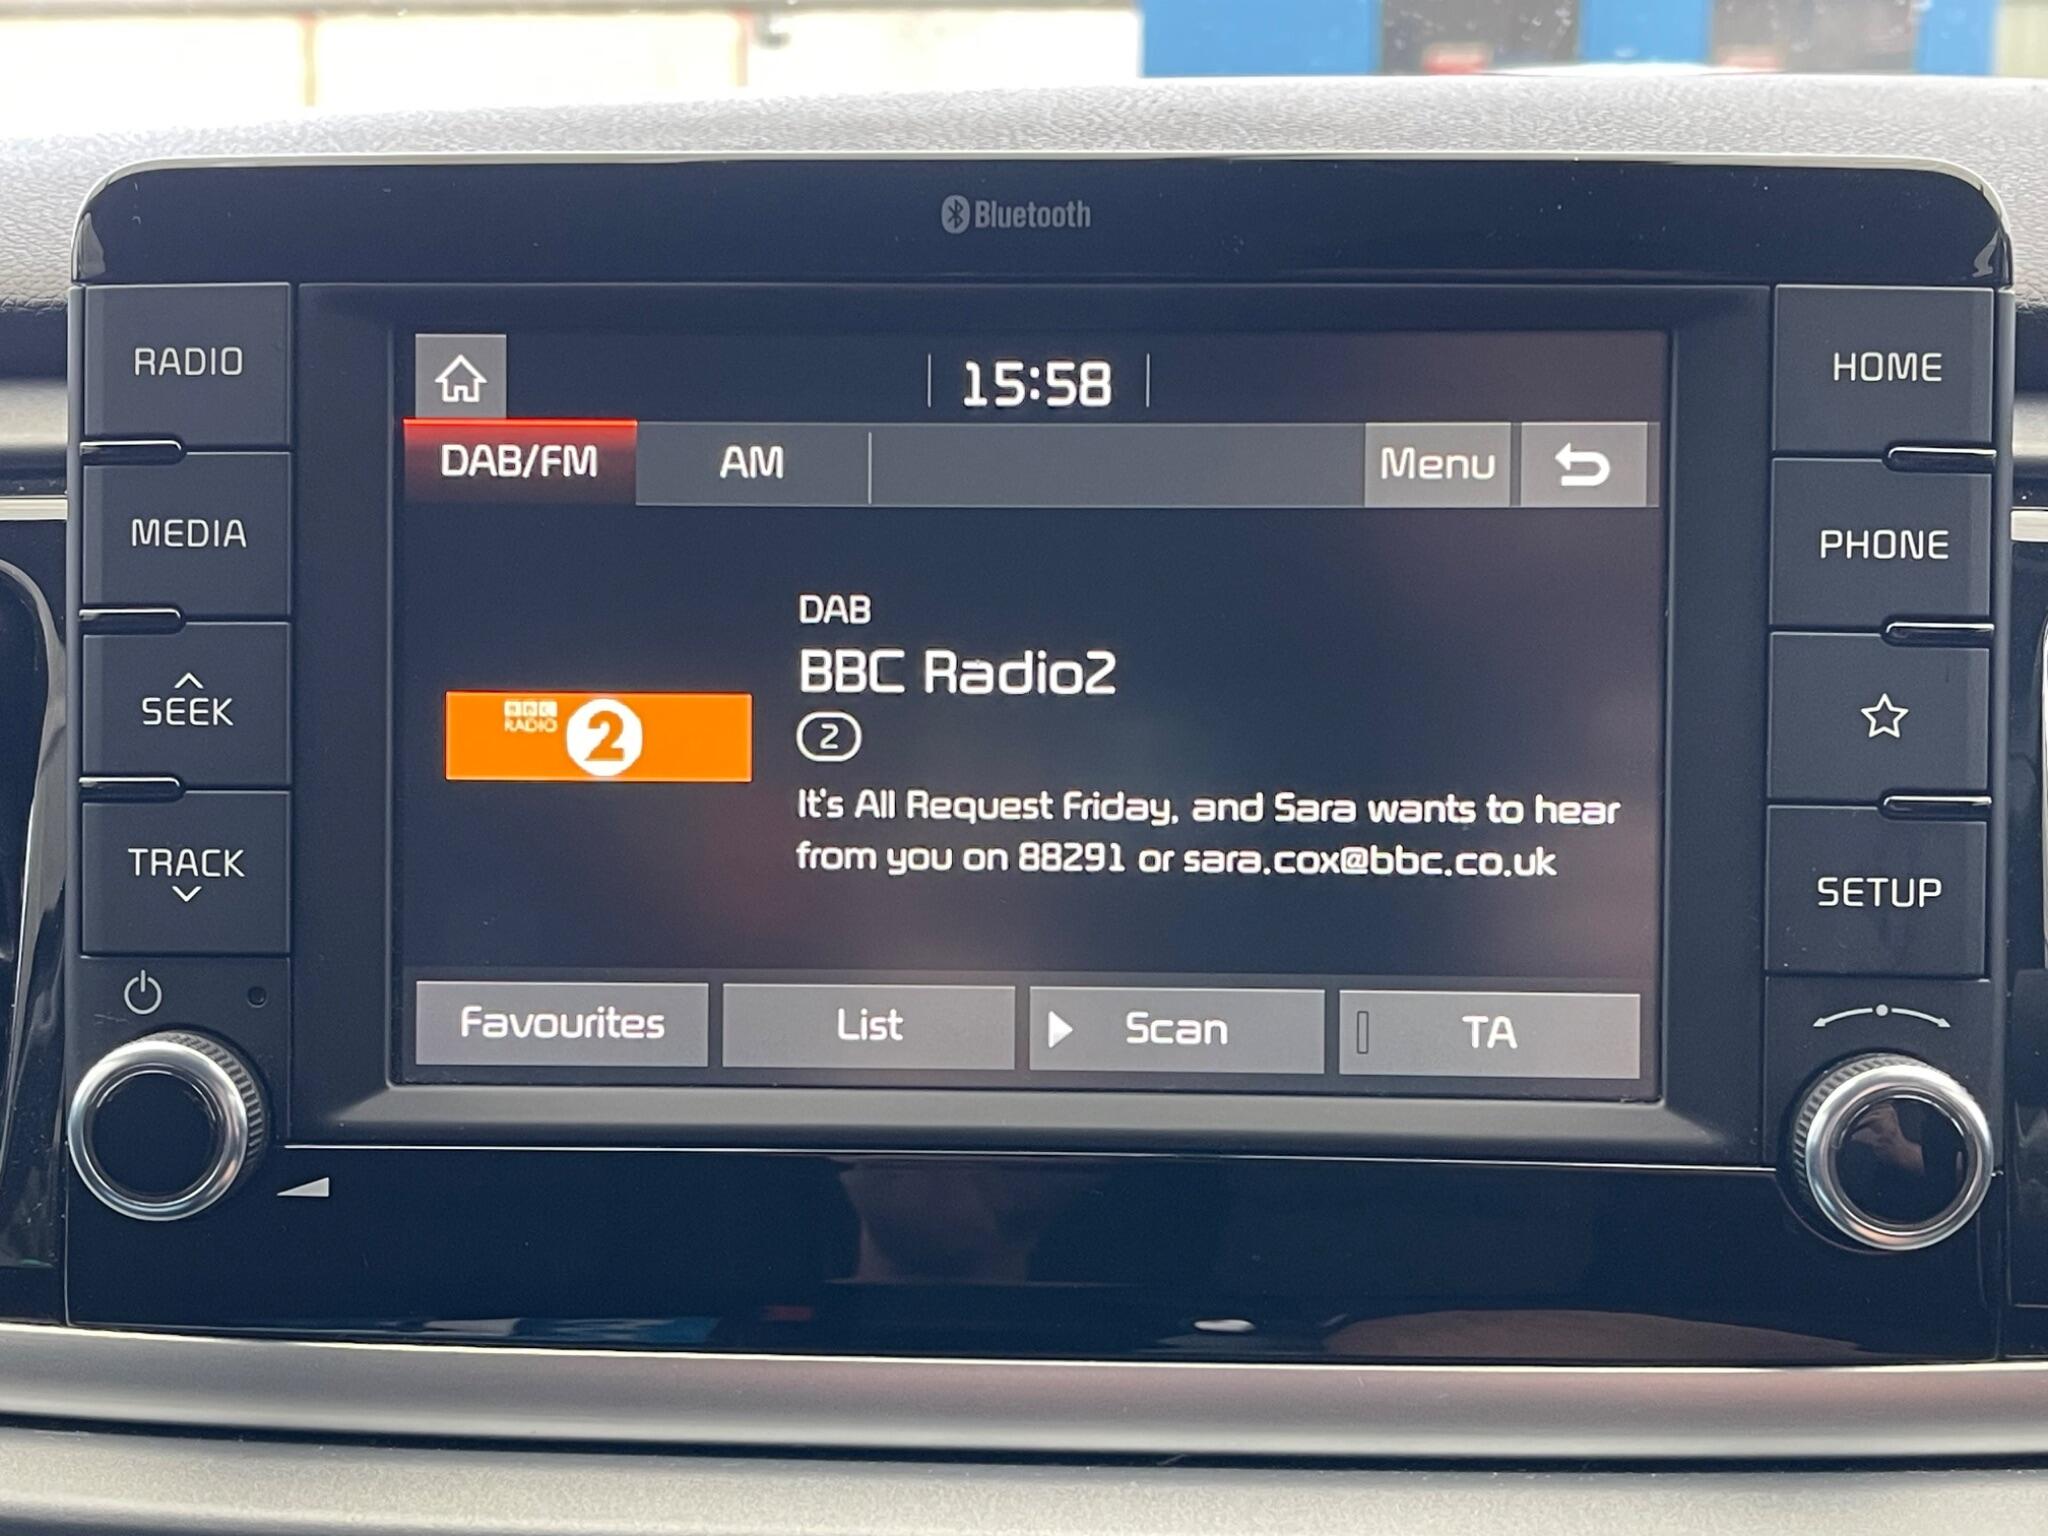 Bluetooth
RADIO
MEDIA
SEEK
TRACK
15:58
DAB/FM
AM
Menu
DAB
BBC Radio2
2
BBC
RADIO
2
It's All Request Friday, and Sara wants to hear
from you on 88291 or sara.cox@bbc.co.uk
Favourites
List
Scan
TA
HOME
PHONE
SETUP